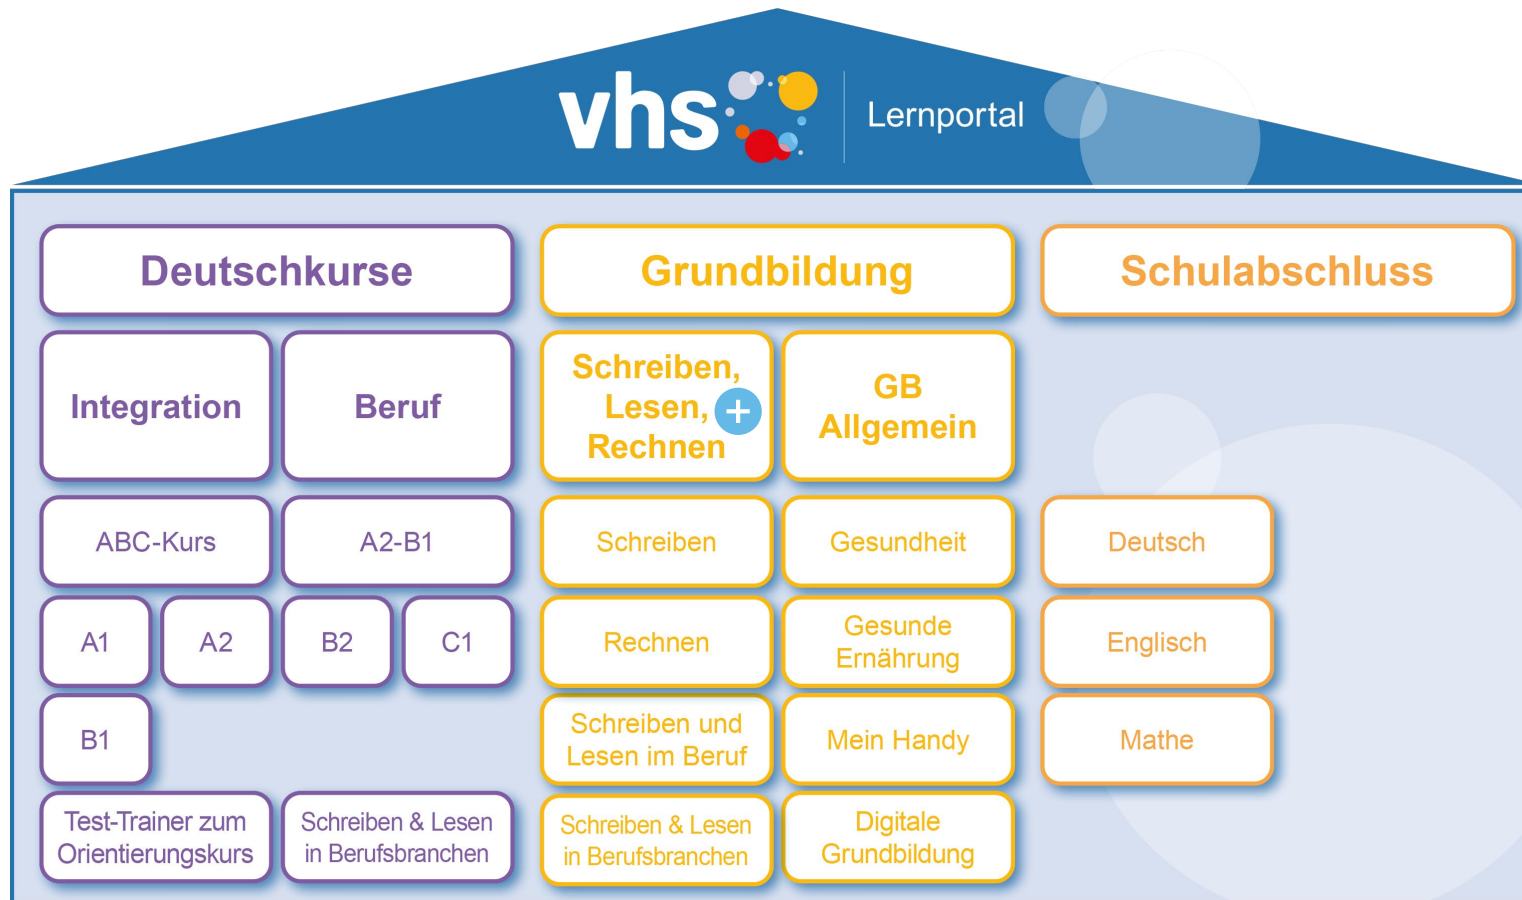 vhs
Lernportal
Deutschkurse
Grundbildung
Schulabschluss
Integration
Beruf
Schreiben,
Lesen, +
Rechnen
GB
Allgemein
ABC-Kurs
A2-B1
Schreiben
Gesundheit
Deutsch
A1
A2
B2
C1
Rechnen
Gesunde
Ernährung
Englisch
B1
Schreiben und
Lesen im Beruf
Mein Handy
Mathe
Test-Trainer zum
Orientierungskurs
Schreiben & Lesen
in Berufsbranchen
Schreiben & Lesen
in Berufsbranchen
Digitale
Grundbildung